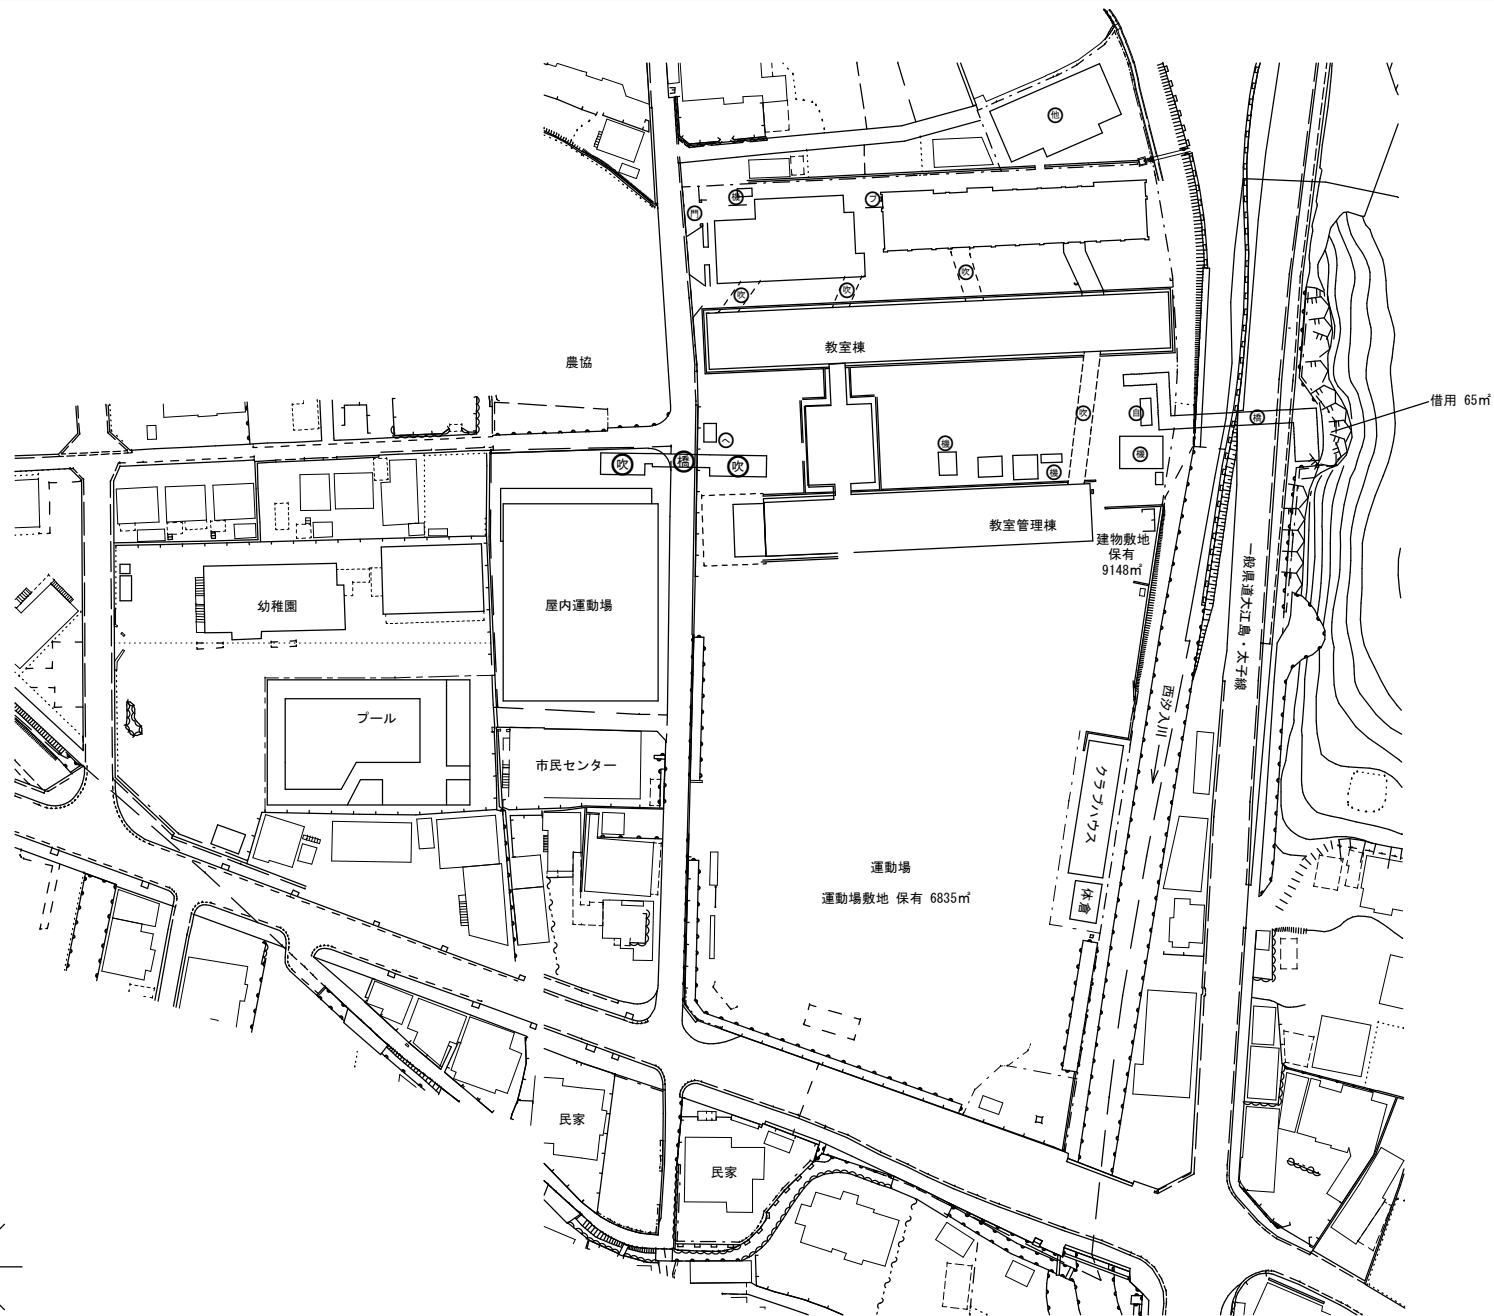 他
門
機
プ
吹
吹
吹
教室棟
農協
借用 65㎡
吹
自
橋
へ
機
機
機
吹
橋
吹
教室管理棟
建物敷地
保有
9148㎡
一般県道大江島・太子線
幼稚園
屋内運動場
西汐入川
プール
市民センター
クラブハウス
運動場
運動場敷地 保有 6835㎡
体倉
民家
民家